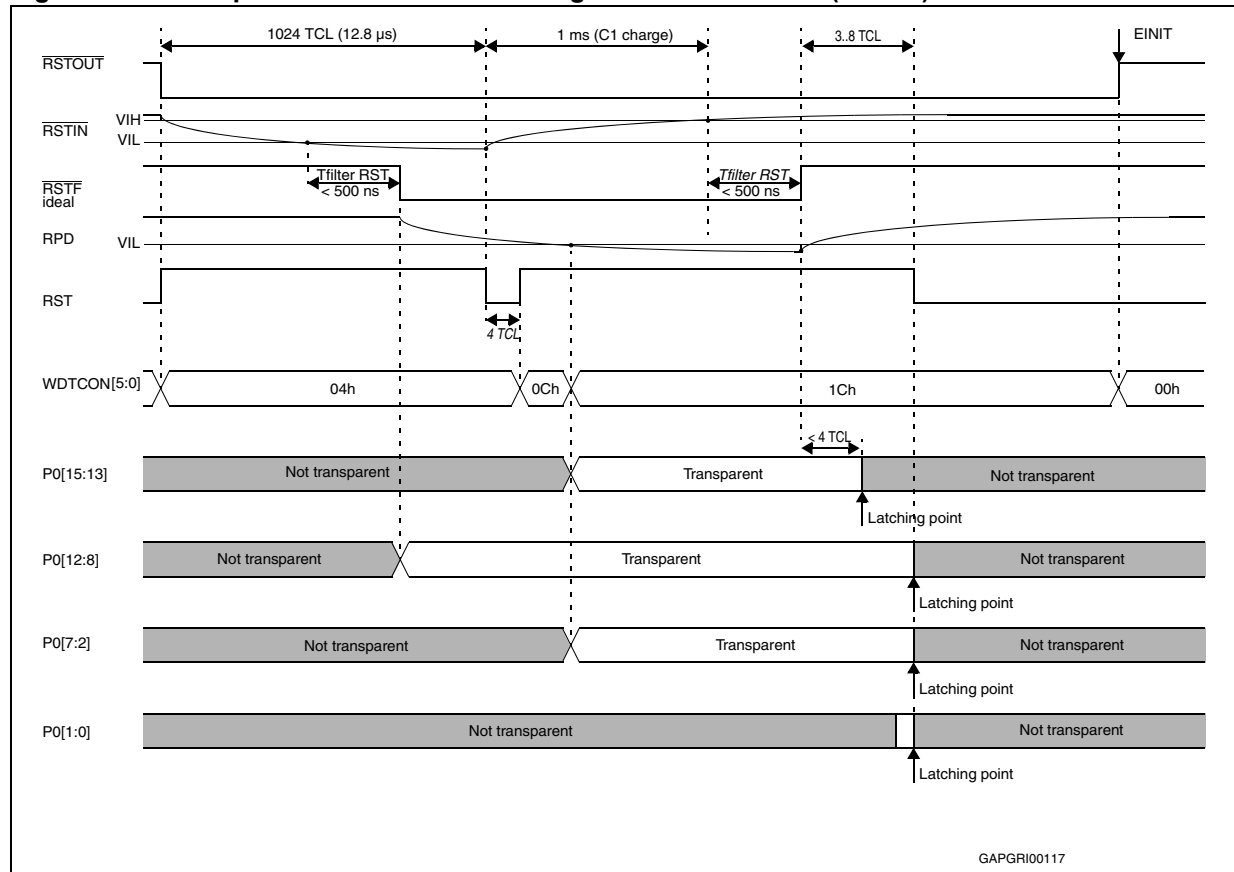 1024 TCL (12.8 µs)
1 ms (C1 charge)
3..8 TCL
EINIT
RSTOUT
RSTIN
VIH
VIL
Tfilter RST
< 500 ns
Tfilter RST
< 500 ns
RSTF
ideal
RPD
VIL
RST
4 TCL
WDTCON[5:0]
04h
0Ch
1Ch
00h
< 4 TCL
P0[15:13]
Not transparent
Transparent
Not transparent
Latching point
P0[12:8]
Not transparent
Transparent
Not transparent
Latching point
P0[7:2]
Not transparent
Transparent
Not transparent
Latching point
P0[1:0]
Not transparent
Not transparent
Latching point
GAPGRI00117